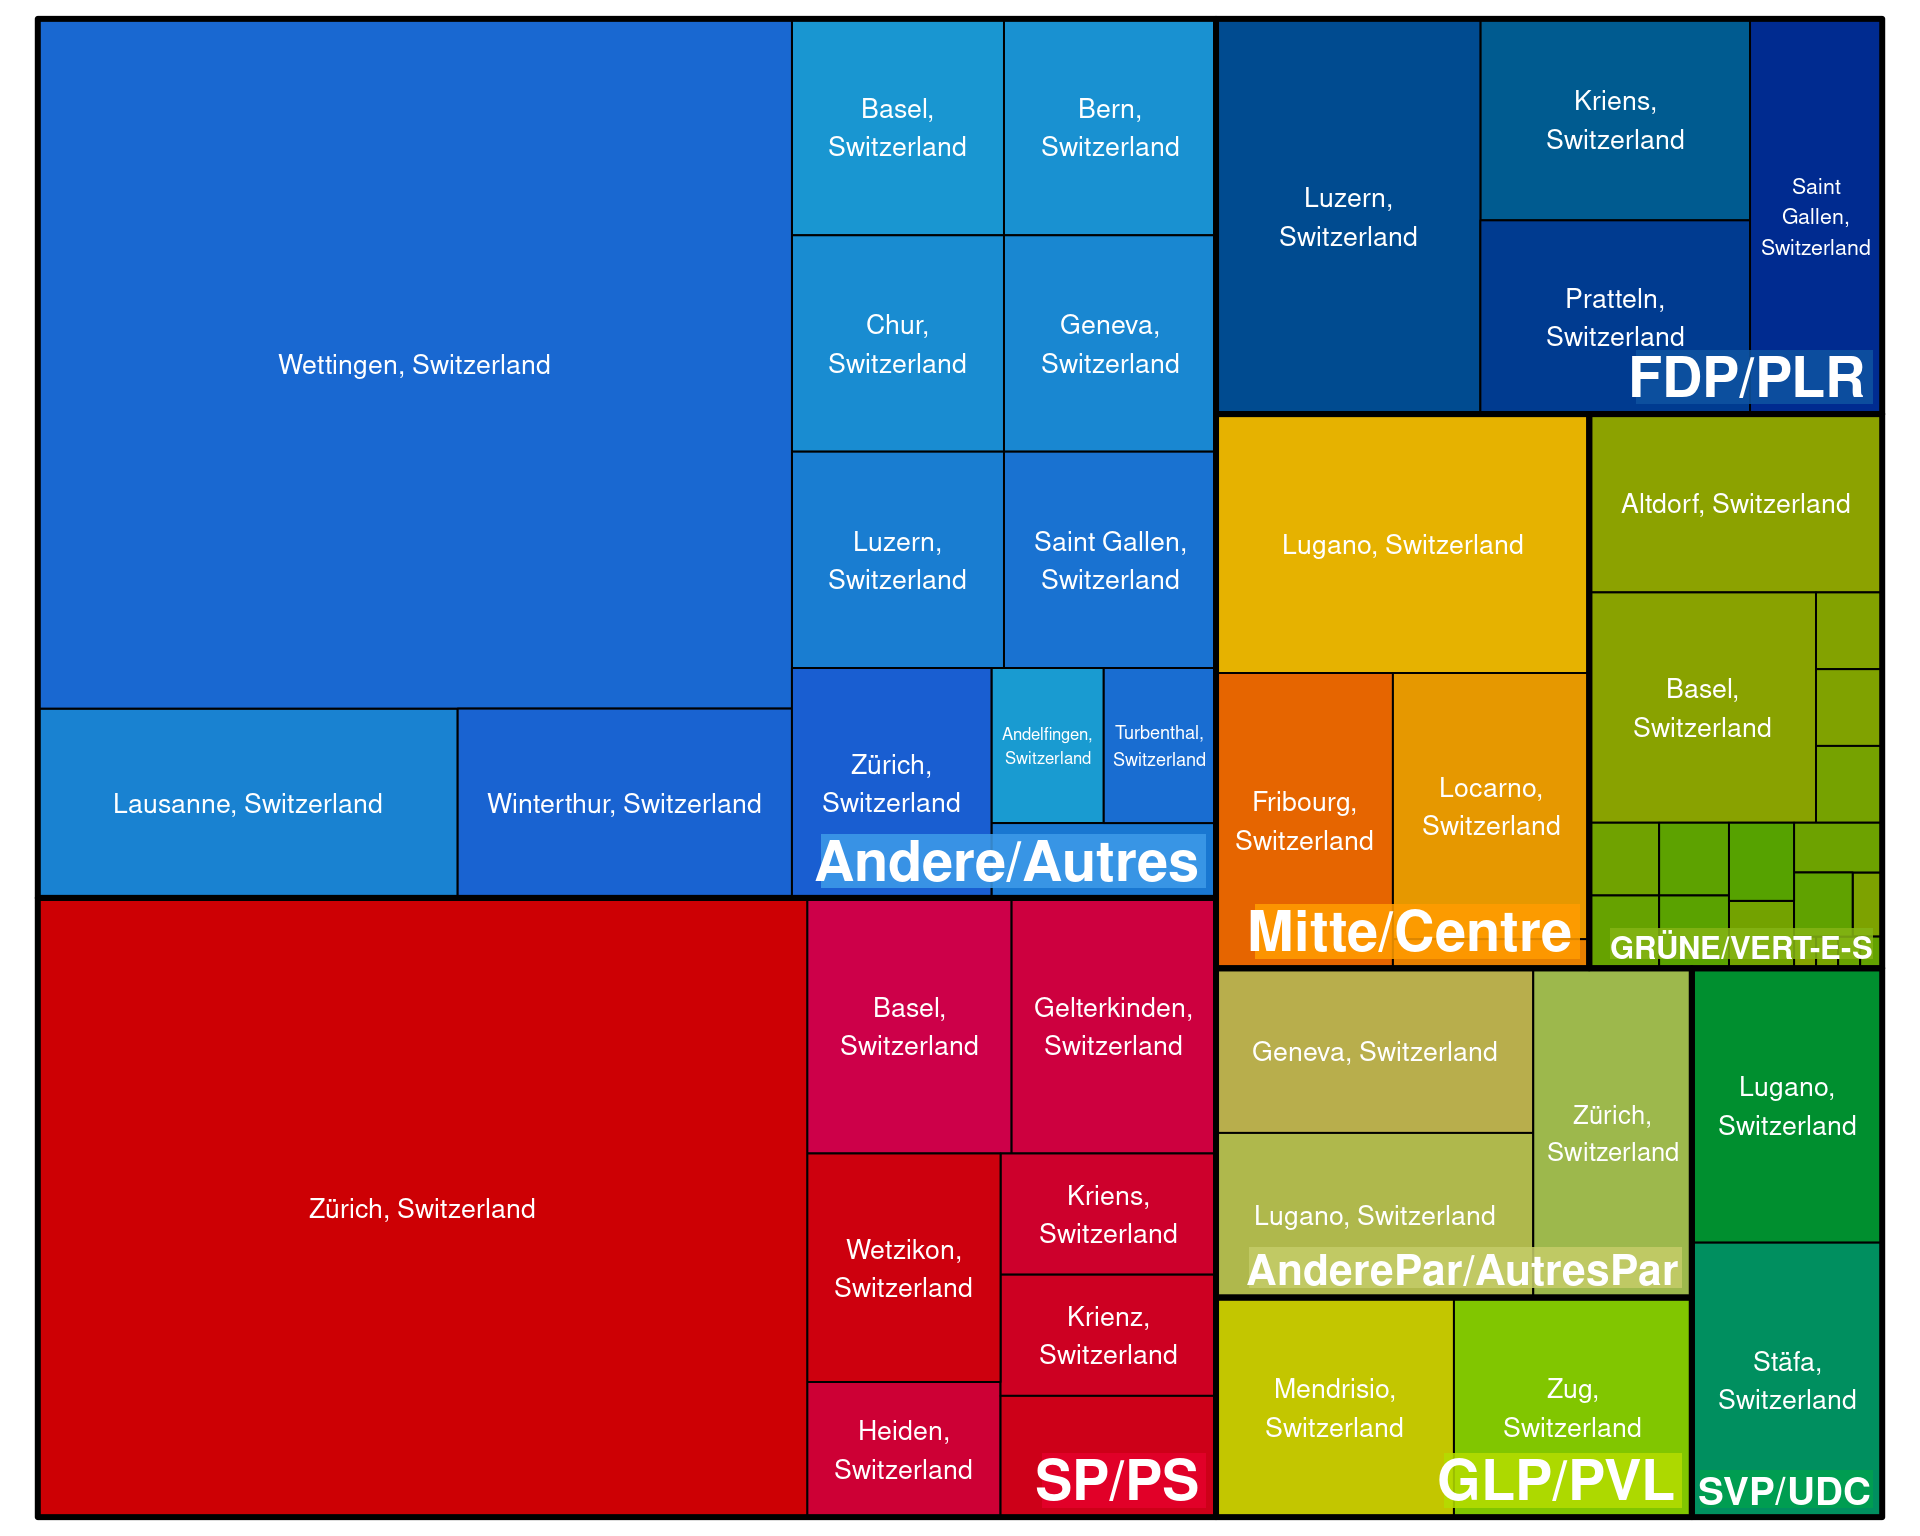 Wettingen, Switzerland
Basel,
Switzerland
Bern,
Switzerland
Chur,
Switzerland
Geneva,
Switzerland
Luzern,
Switzerland
Saint Gallen,
Switzerland
Lausanne, Switzerland
Winterthur, Switzerland
Zürich,
Switzerland
Andelfingen,
Switzerland
Turbenthal,
Switzerland
Andere/Autres
Luzern,
Switzerland
Kriens,
Switzerland
Pratteln,
Switzerland
Saint
Gallen,
Switzerland
FDP/PLR
Lugano, Switzerland
Fribourg,
Switzerland
Locarno,
Switzerland
Mitte/Centre
Altdorf, Switzerland
Basel,
Switzerland
GRÜNE/VERT-E-S
Zürich, Switzerland
Basel,
Switzerland
Gelterkinden,
Switzerland
Wetzikon,
Switzerland
Kriens,
Switzerland
Krienz,
Switzerland
Heiden,
Switzerland
SP/PS
Geneva, Switzerland
Lugano, Switzerland
Zürich,
Switzerland
AnderePar/AutresPar
Mendrisio,
Switzerland
Zug,
Switzerland
GLP/PVL
Lugano,
Switzerland
Stäfa,
Switzerland
SVP/UDC